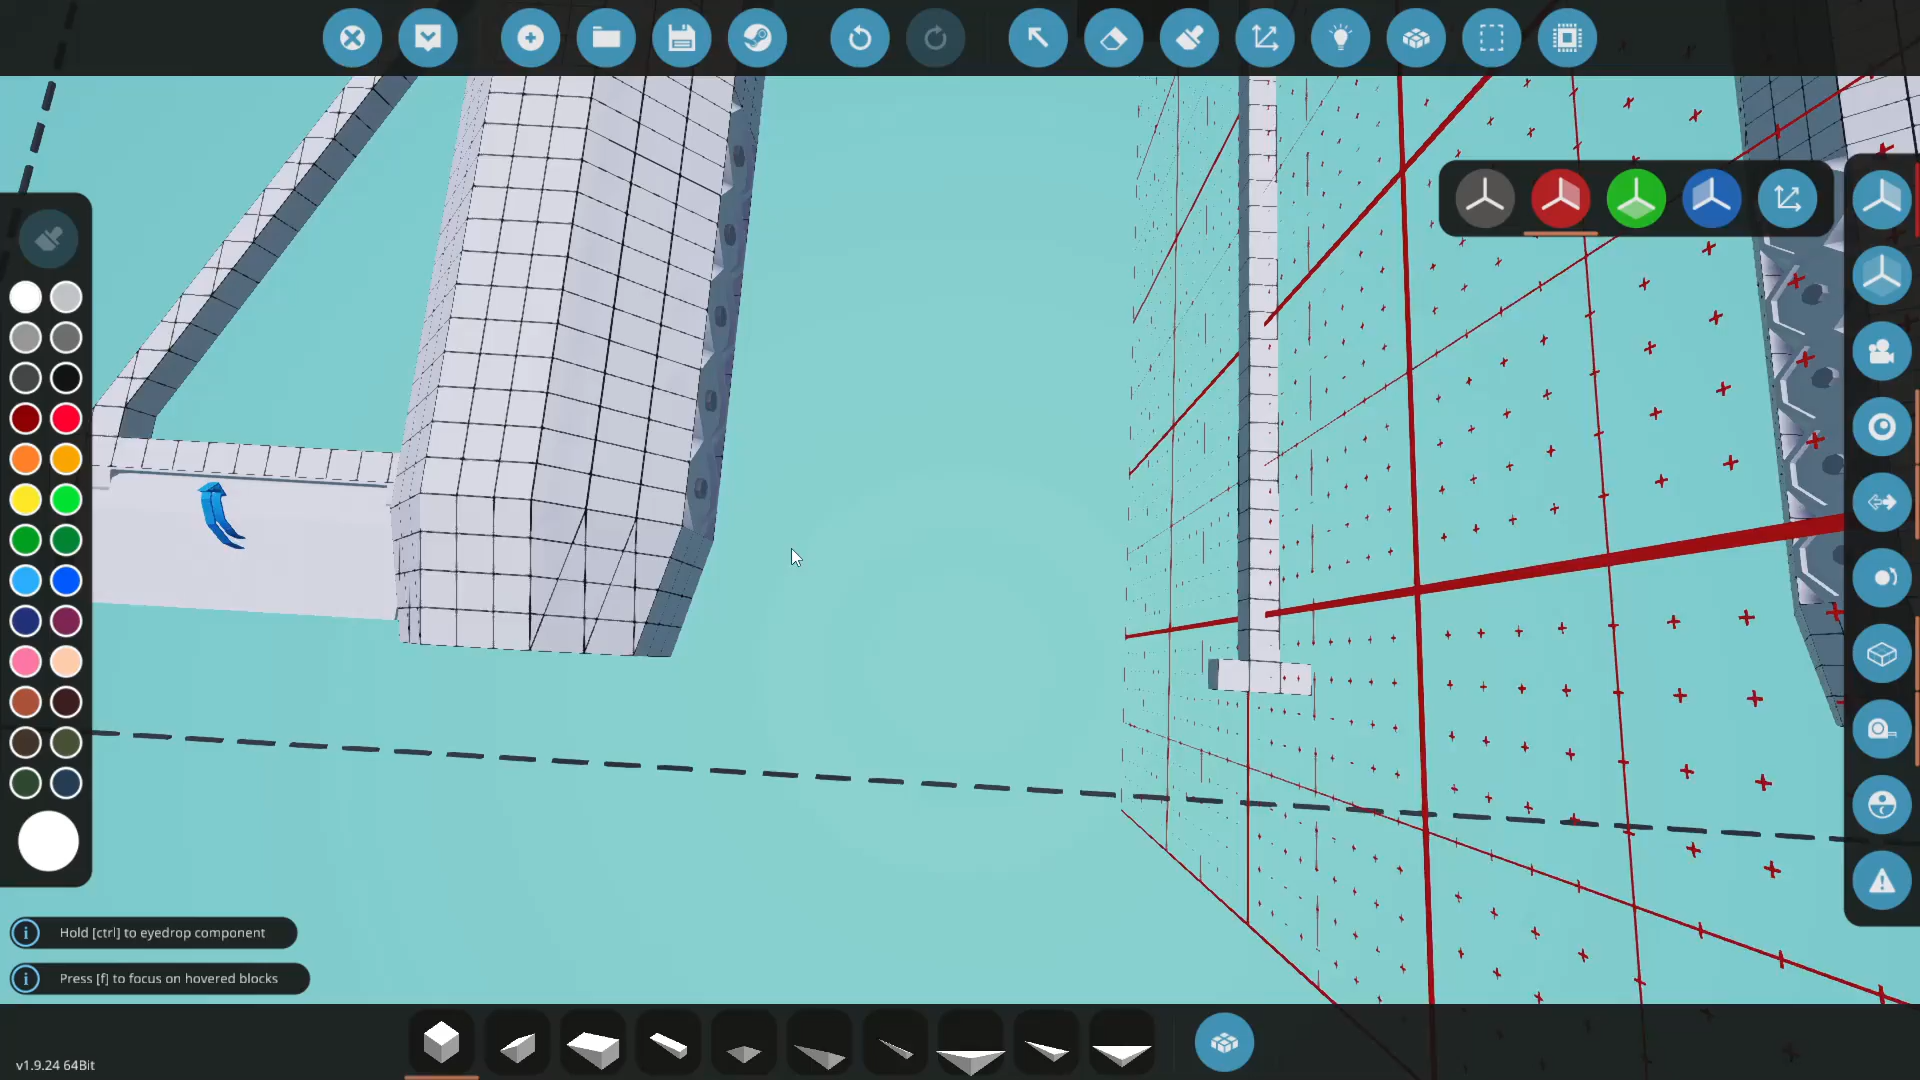 Hold [ctrl] to eyedrop component
Press [f] to focus on hovered blocks
v1.9.24 64Bit